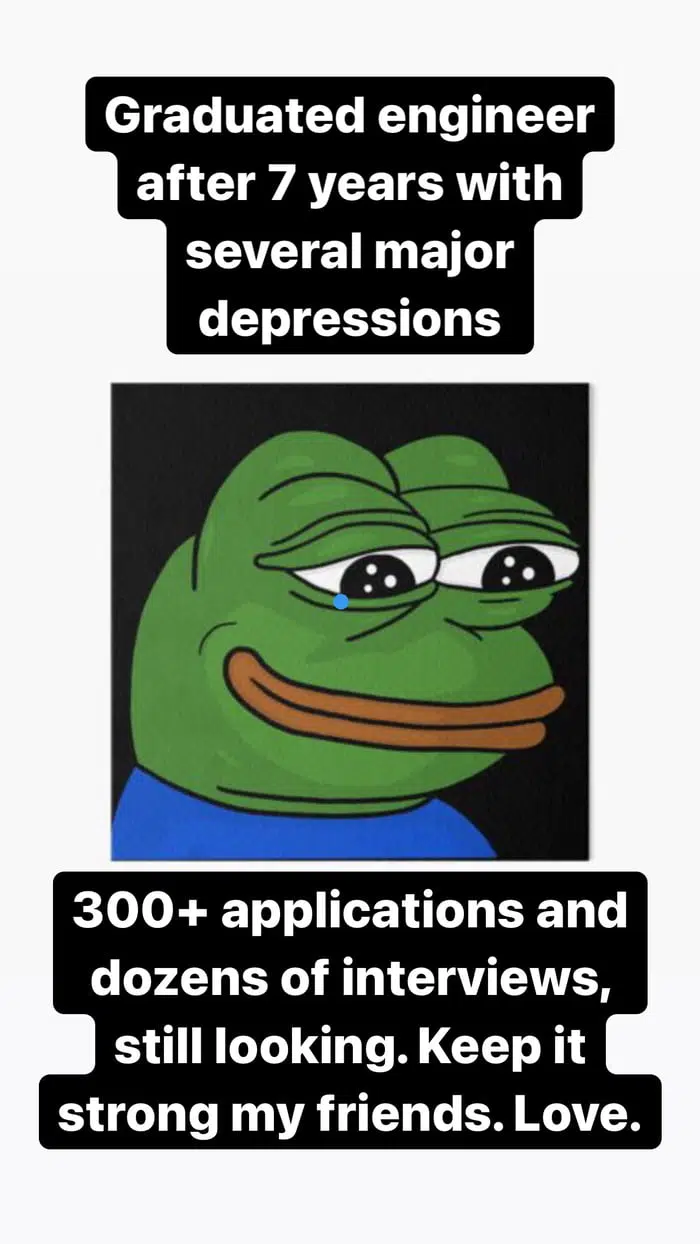 Graduated engineer
after 7 years with
several major
depressions
300+ applications and
dozens of interviews,
still looking. Keep it
strong my friends. Love.